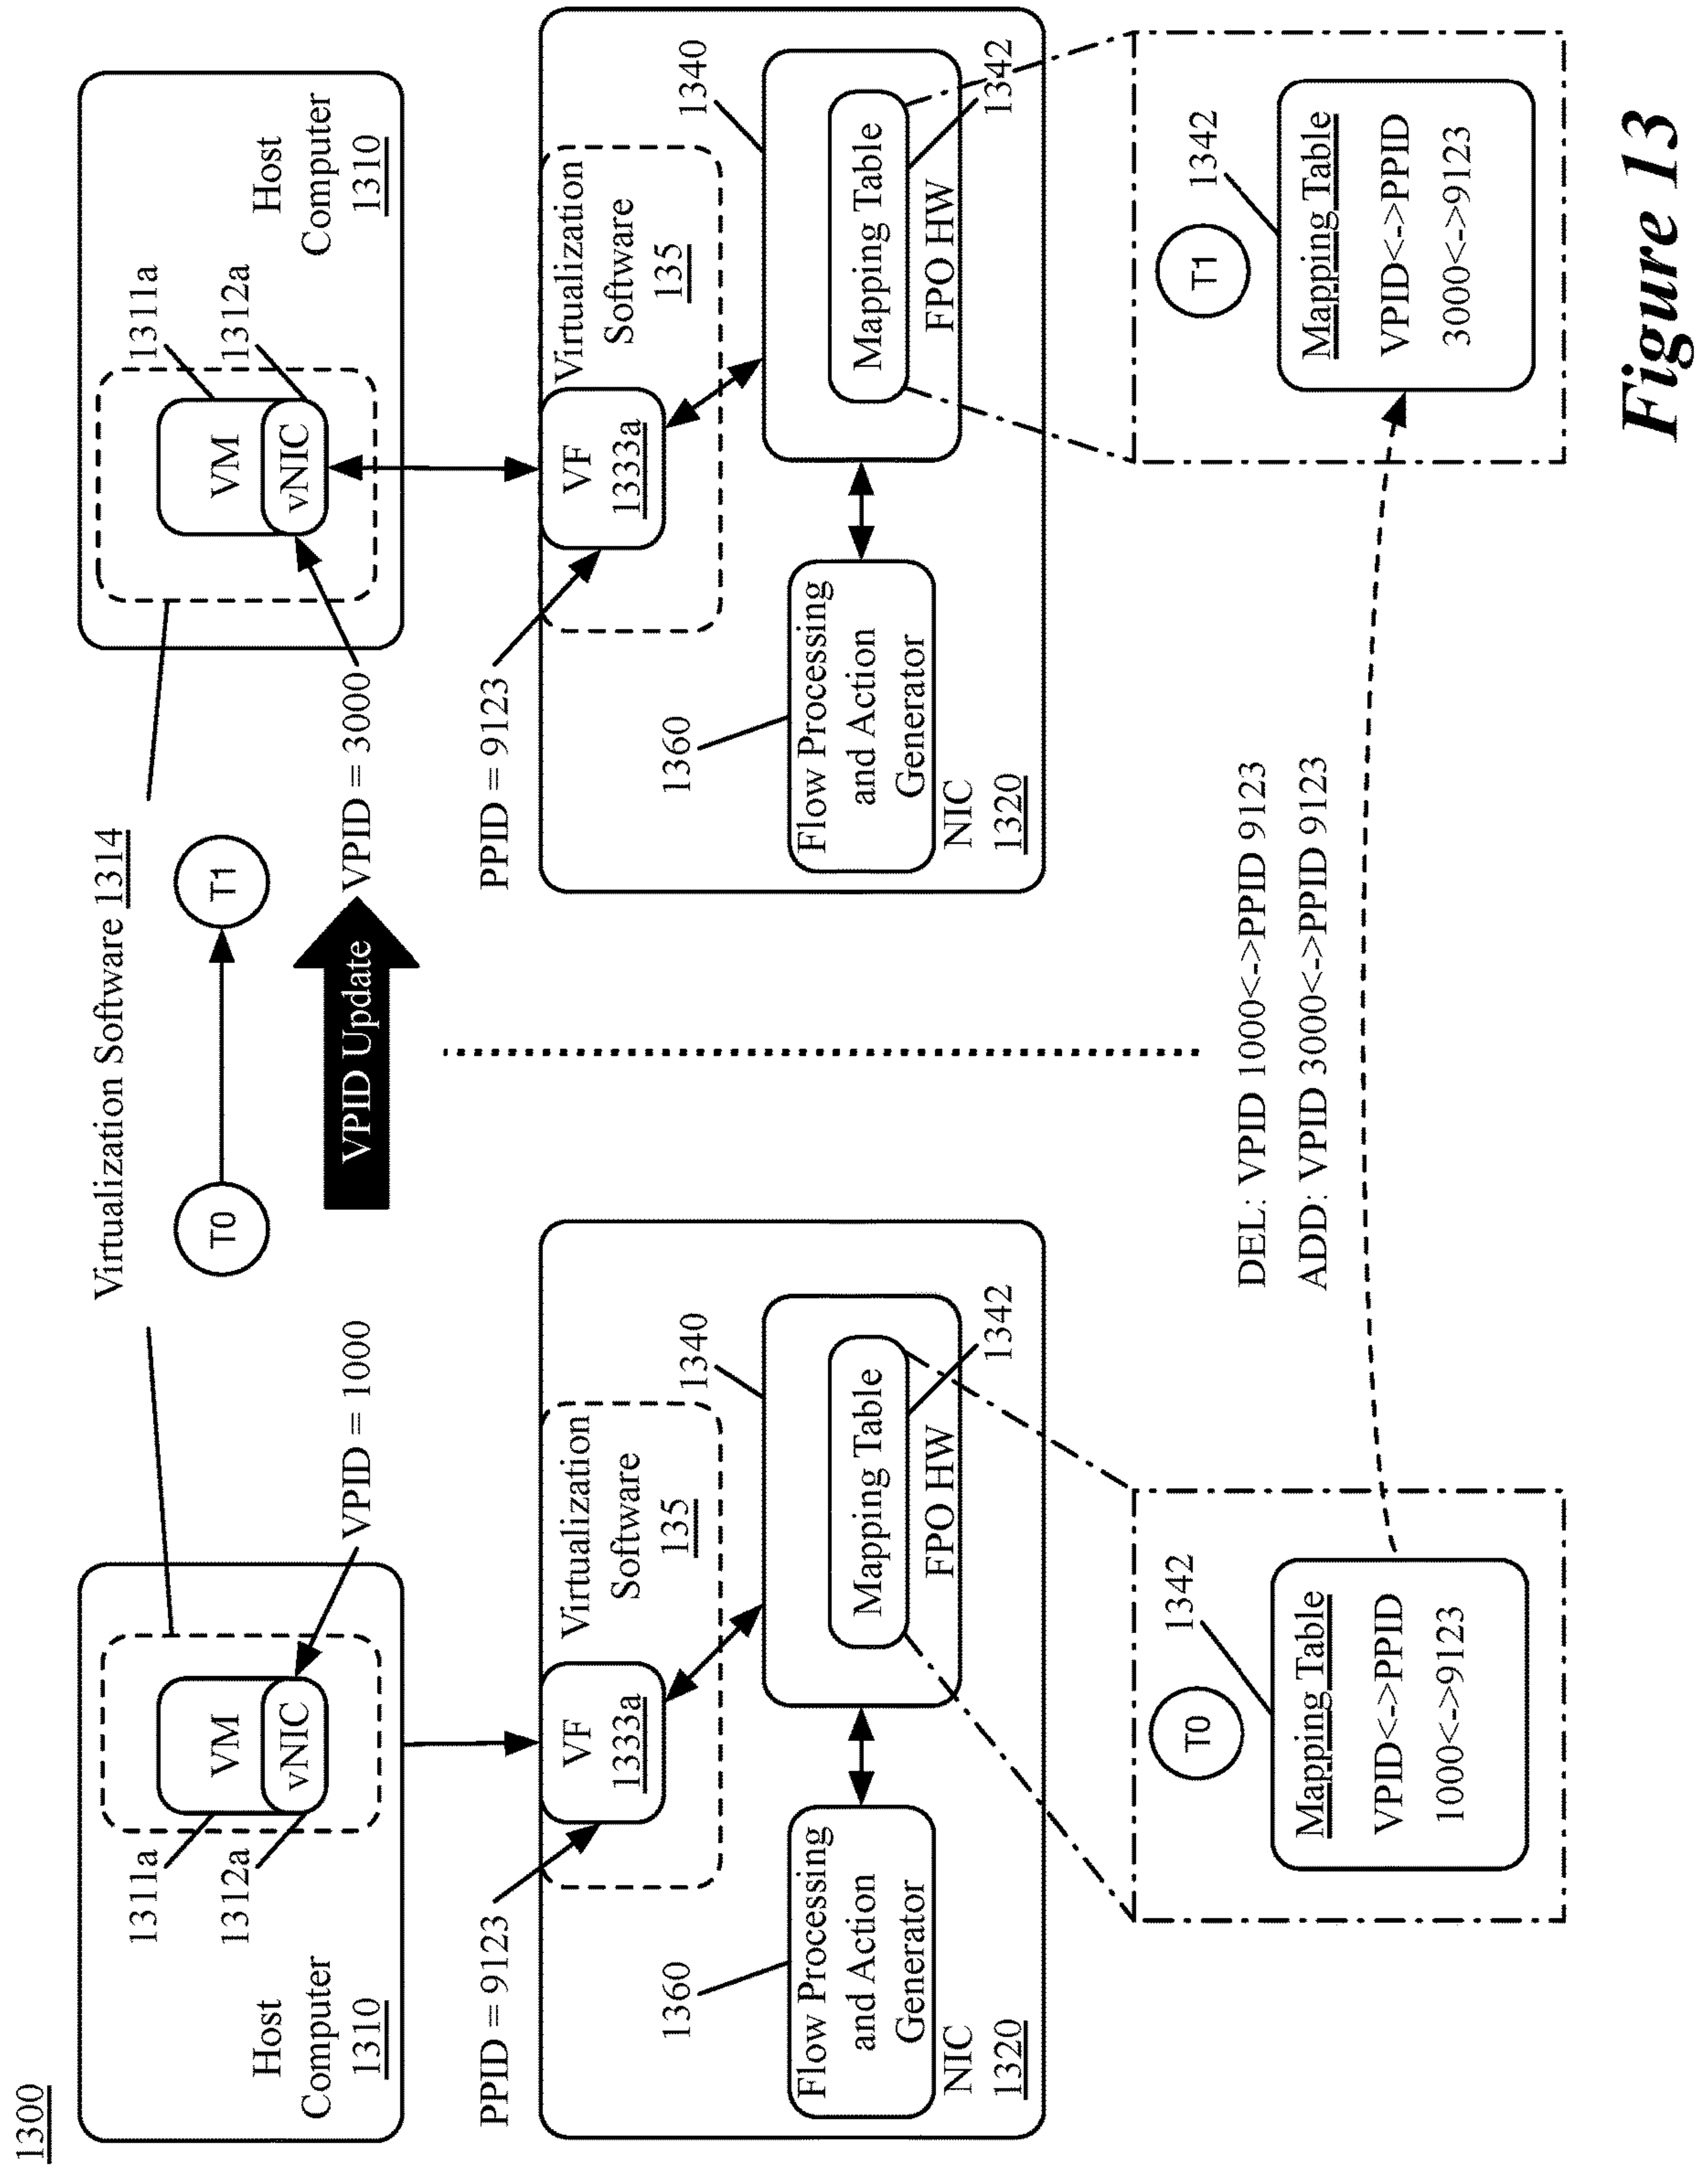 1300
Host
Computer
1310
1311a
1312a
VM
vNIC
VPID = 1000
Virtualization Software 1314
T0
T1
VPID Update
VPID = 3000
VM
vNIC
1311a
1312a
Host
Computer
1310
PPID = 9123
VF
1333a
Virtualization
Software
135
1360
Flow Processing
and Action
Generator
NIC
1320
1340
Mapping Table
FPO HW
1342
PPID = 9123
VF
1333a
Virtualization
Software
135
1360
Flow Processing
and Action
Generator
NIC
1320
1340
Mapping Table
FPO HW
1342
T0
1342
Mapping Table
VPID<->PPID
1000<->9123
DEL: VPID 1000<->PPID 9123
ADD: VPID 3000<->PPID 9123
T1
1342
Mapping Table
VPID<->PPID
3000<->9123
Figure 13